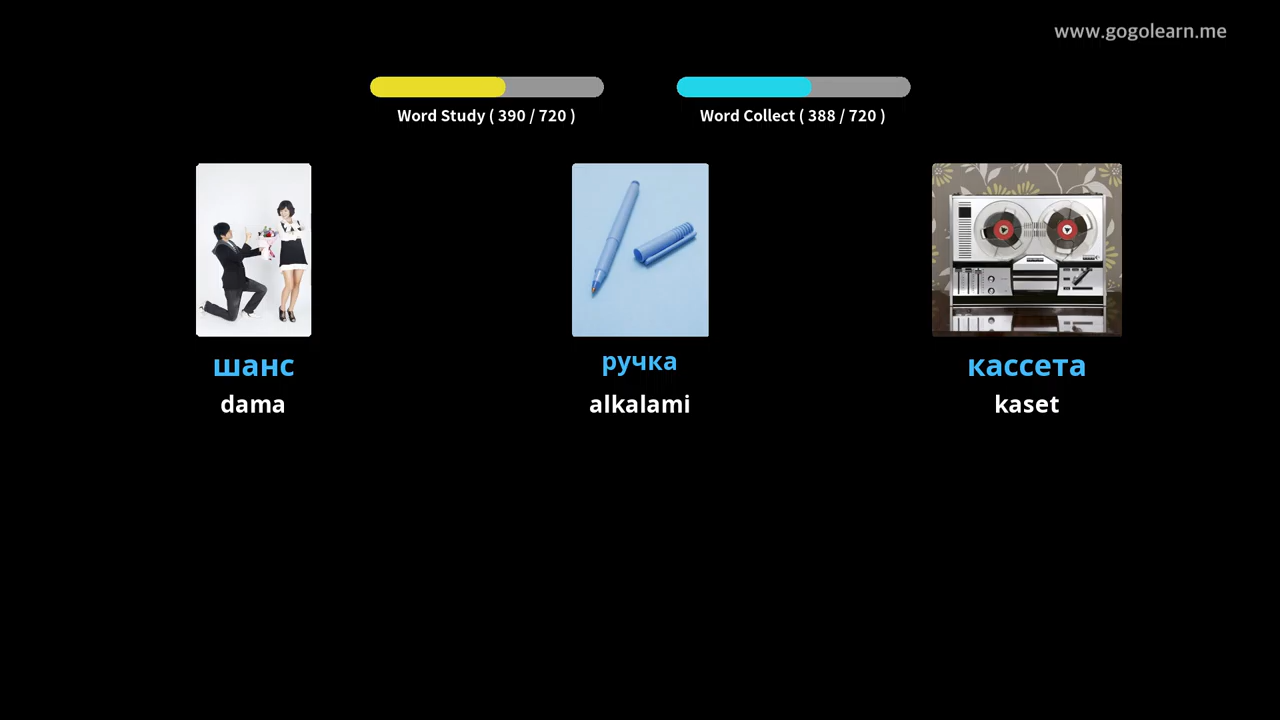 www.gogolearn.me
Word Study ( 390 / 720 )
Word Collect ( 388 / 720 )
шанс
ручка
кассета
dama
alkalami
kaset